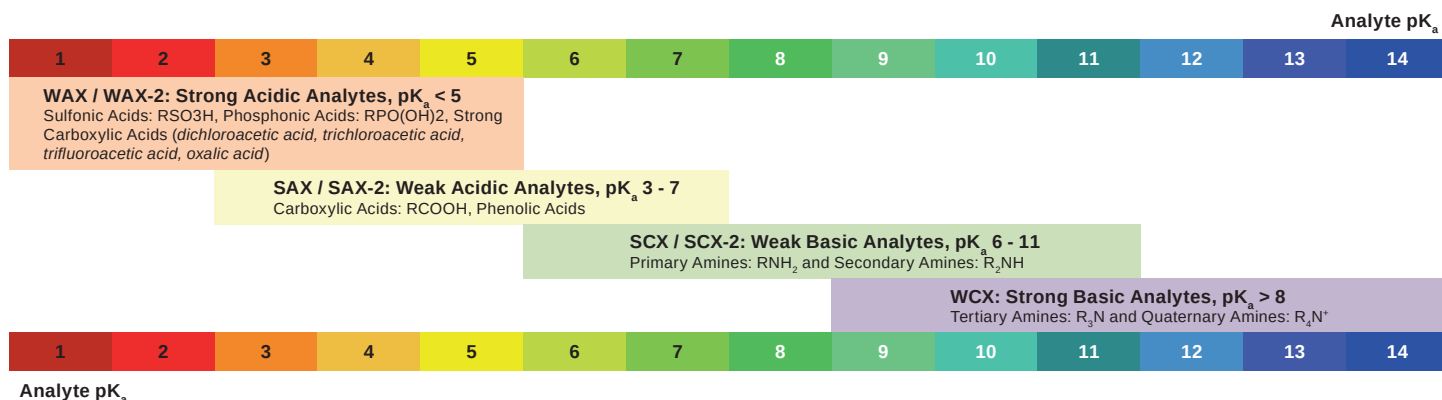 Analyte pKₐ
1 2 3 4 5 6 7 8 9 10 11 12 13 14
WAX / WAX-2: Strong Acidic Analytes, pKₐ < 5
Sulfonic Acids: RSO3H, Phosphonic Acids: RPO(OH)2, Strong
Carboxylic Acids (dichloroacetic acid, trichloroacetic acid,
trifluoroacetic acid, oxalic acid)
SAX / SAX-2: Weak Acidic Analytes, pKₐ 3 - 7
Carboxylic Acids: RCOOH, Phenolic Acids
SCX / SCX-2: Weak Basic Analytes, pKₐ 6 - 11
Primary Amines: RNH₂ and Secondary Amines: R₂NH
WCX: Strong Basic Analytes, pKₐ > 8
Tertiary Amines: R₃N and Quaternary Amines: R₄N⁺
1 2 3 4 5 6 7 8 9 10 11 12 13 14
Analyte pKₐ